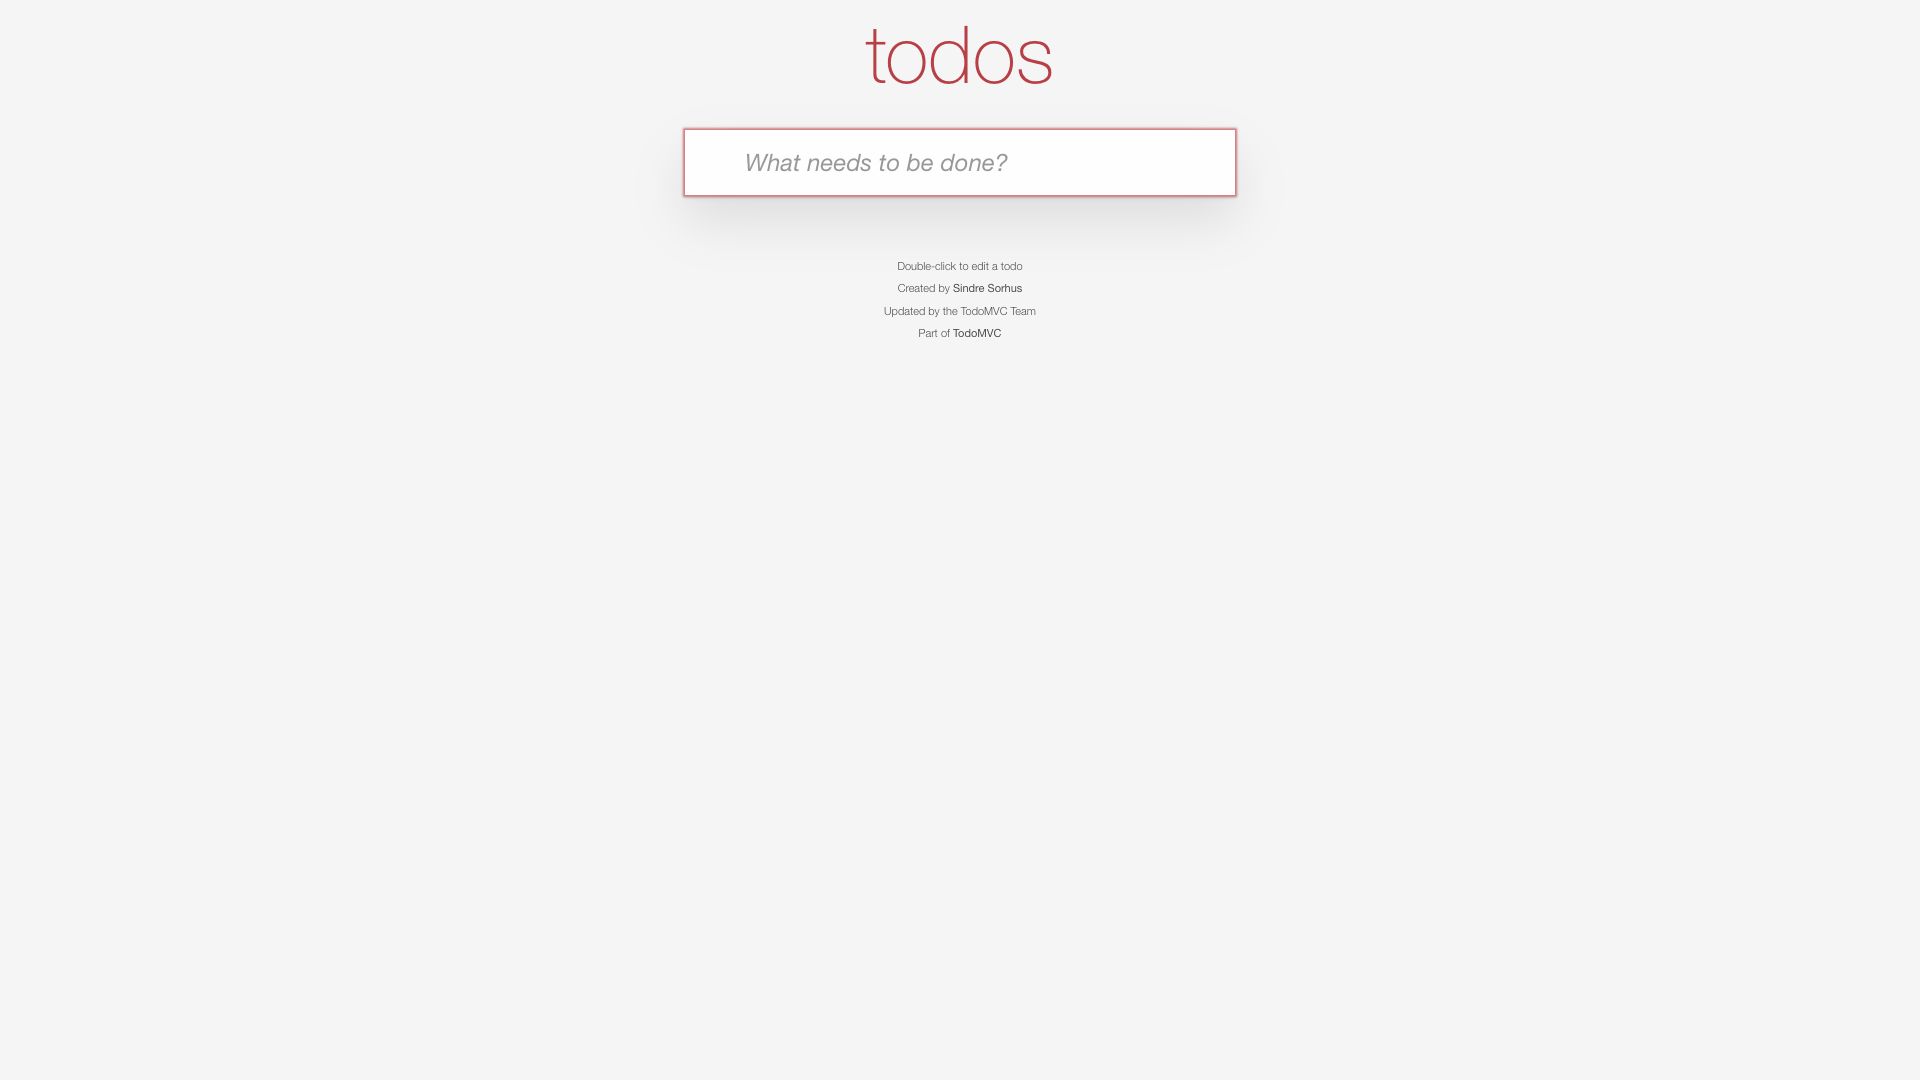 todos
What needs to be done?
Double-click to edit a todo
Created by Sindre Sorhus
Updated by the TodoMVC Team
Part of TodoMVC